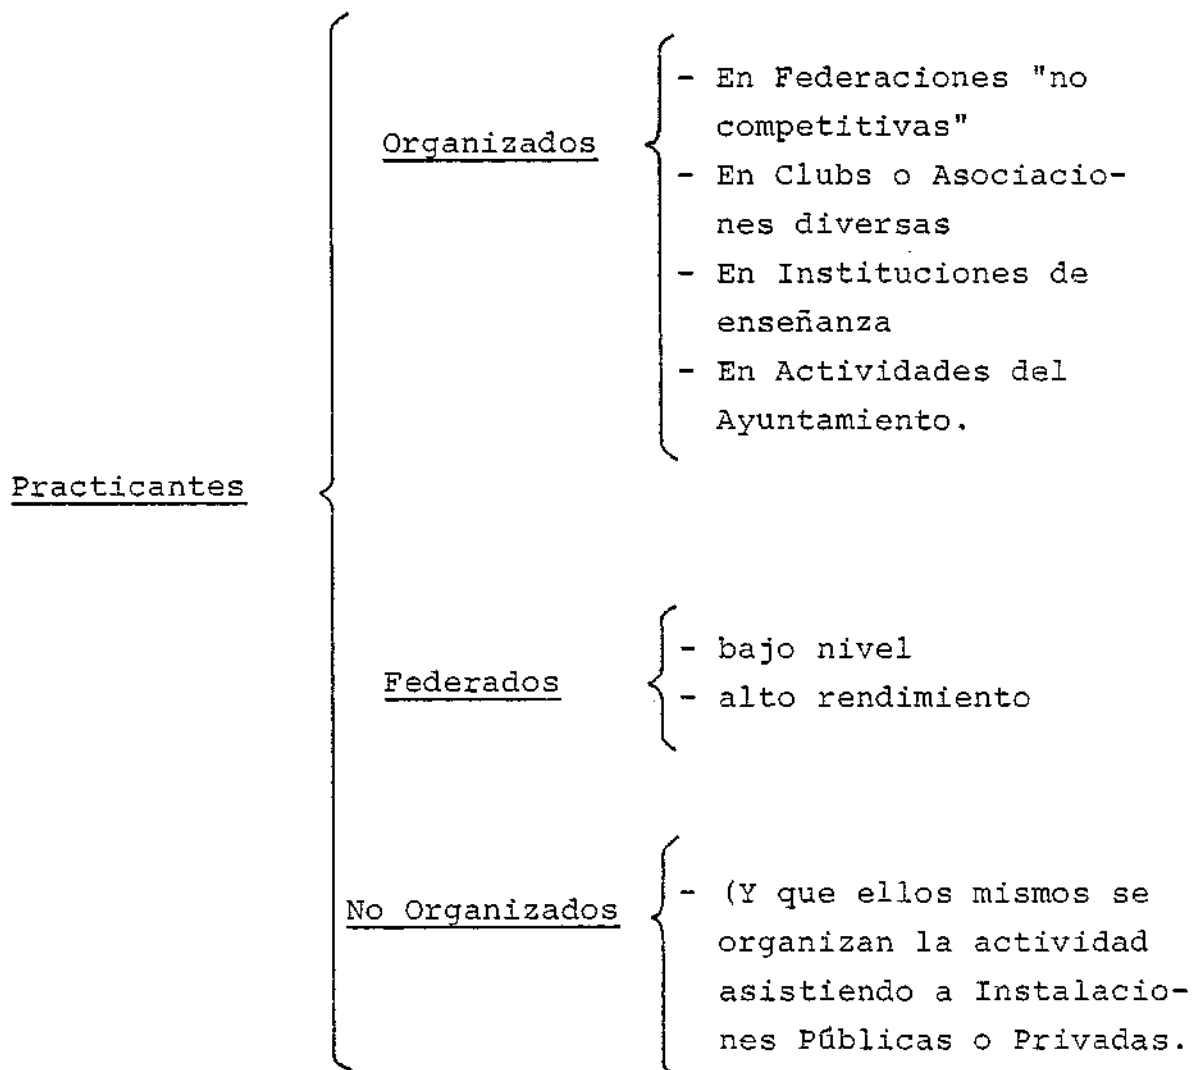 - En Federaciones "no
competitivas"
Organizados
- En Clubs o Asociacio-
nes diversas
- En Instituciones de
enseñanza
- En Actividades del
Ayuntamiento.
Practicantes
- bajo nivel
Federados
- alto rendimiento
- (Y que ellos mismos se
No Organizados
organizan la actividad
asistiendo a Instalacio-
nes Públicas o Privadas.